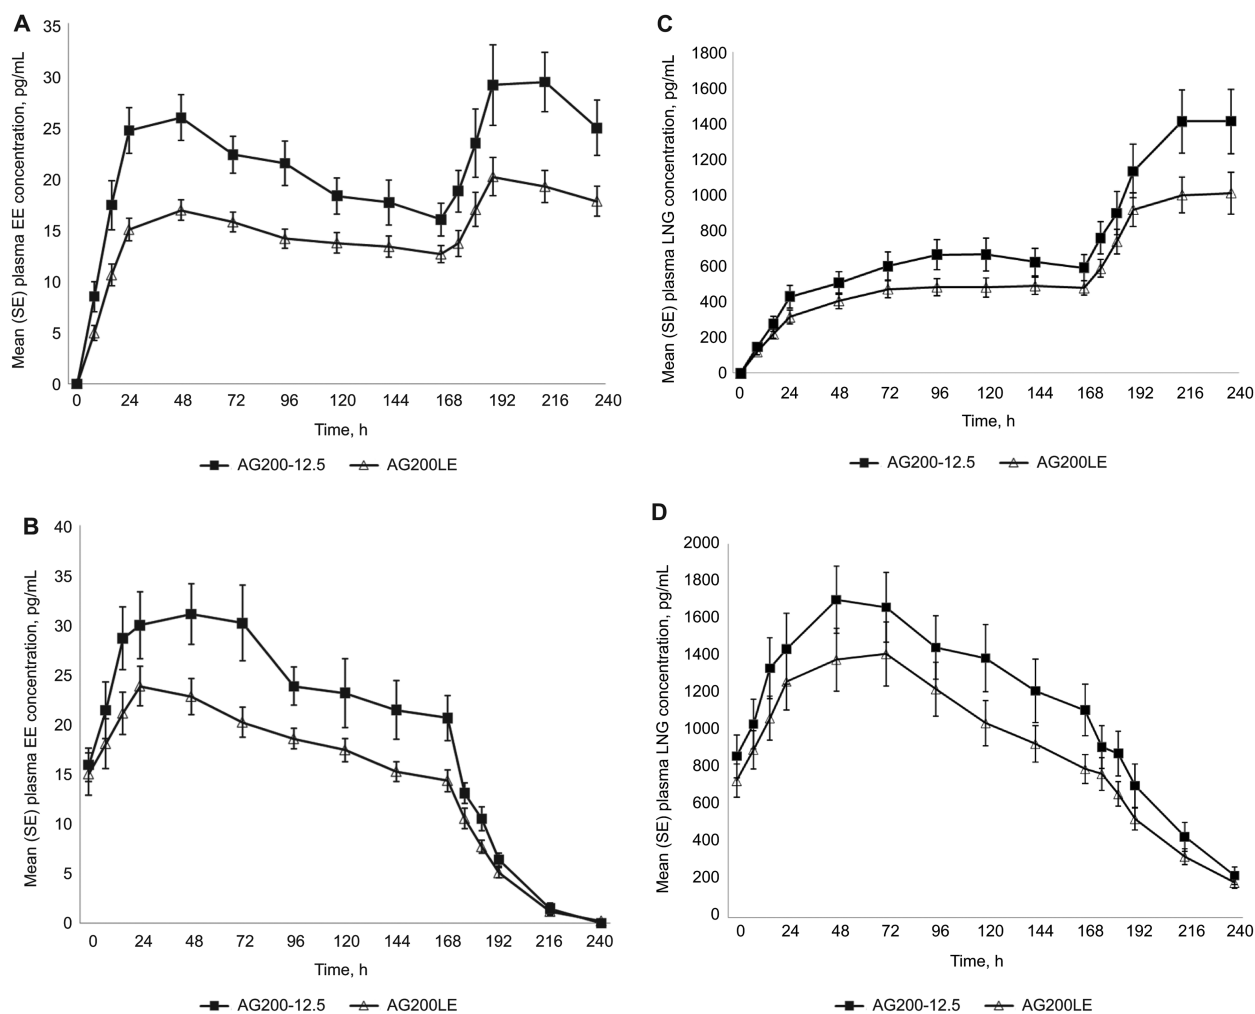 A
Mean (SE) plasma EE concentration, pg/mL
35
30
25
20
15
10
5
0
0 24 48 72 96 120 144 168 192 216 240
Time, h
AG200-12.5 AG200LE
C
Mean (SE) plasma LNG concentration, pg/mL
1800
1600
1400
1200
1000
800
600
400
200
0
0 24 48 72 96 120 144 168 192 216 240
Time, h
AG200-12.5 AG200LE
B
Mean (SE) plasma EE concentration, pg/mL
40
35
30
25
20
15
10
5
0
0 24 48 72 96 120 144 168 192 216 240
Time, h
AG200-12.5 AG200LE
D
Mean (SE) plasma LNG concentration, pg/mL
2000
1800
1600
1400
1200
1000
800
600
400
200
0
0 24 48 72 96 120 144 168 192 216 240
Time, h
AG200-12.5 AG200LE